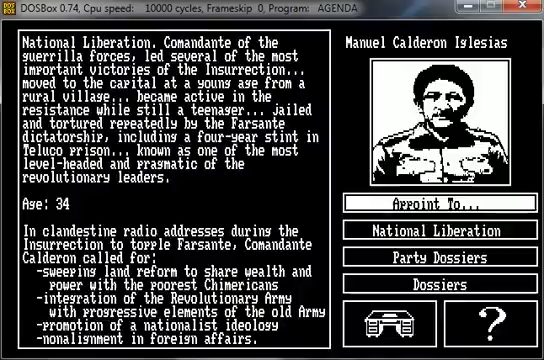 DOSBox 0.74, Cpu speed: 10000 cycles, Frameskip 0, Program: AGENDA
National Liberation. Comandante of the
guerrilla forces, led several of the most
important victories of the Insurrection...
moved to the capital at a young age from a
rural village... became active in the
resistance while still a teenager... jailed
and tortured repeatedly by the Farsante
dictatorship, including a four-year stint in
Teluco prison... known as one of the most
level-headed and pragmatic of the
revolutionary leaders.
Age: 34
In clandestine radio addresses during the
Insurrection to topple Farsante, Comandante
Calderon called for:
-sweeping land reform to share wealth and
power with the poorest Chimericans
-integration of the Revolutionary Army
with progressive elements of the old Army
-promotion of a nationalist ideology
-nonalignment in foreign affairs.
Manuel Calderon Iglesias
Appoint To...
National Liberation
Party Dossiers
Dossiers
?